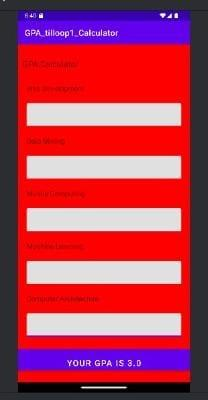 6:40
GPA_tilloop1_Calculator
GPA Calculator
Web Development
Data Mining
Mobile Computing
Machine Learning
Computer Architecture
YOUR GPA IS 3.0